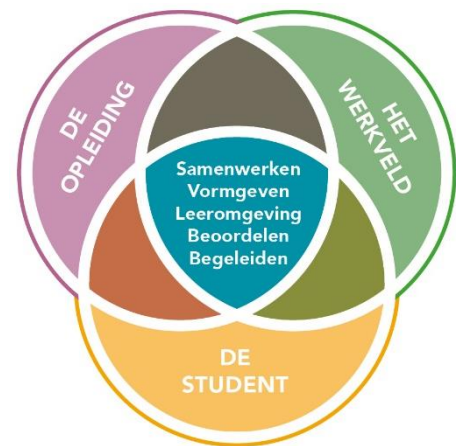 DE
OPLEIDING
HET
WERKVELD
Samenwerken
Vormgeven
Leeromgeving
Beoordelen
Begeleiden
DE
STUDENT